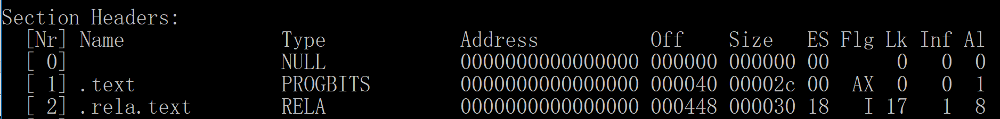 Section Headers:
  [Nr] Name              Type            Address          Off    Size   ES Flg Lk Inf Al
  [ 0]                   NULL            0000000000000000 000000 000000 00      0   0  0
  [ 1] .text             PROGBITS        0000000000000000 000040 00002c 00  AX  0   0  1
  [ 2] .rela.text        RELA            0000000000000000 000448 000030 18   I 17   1  8